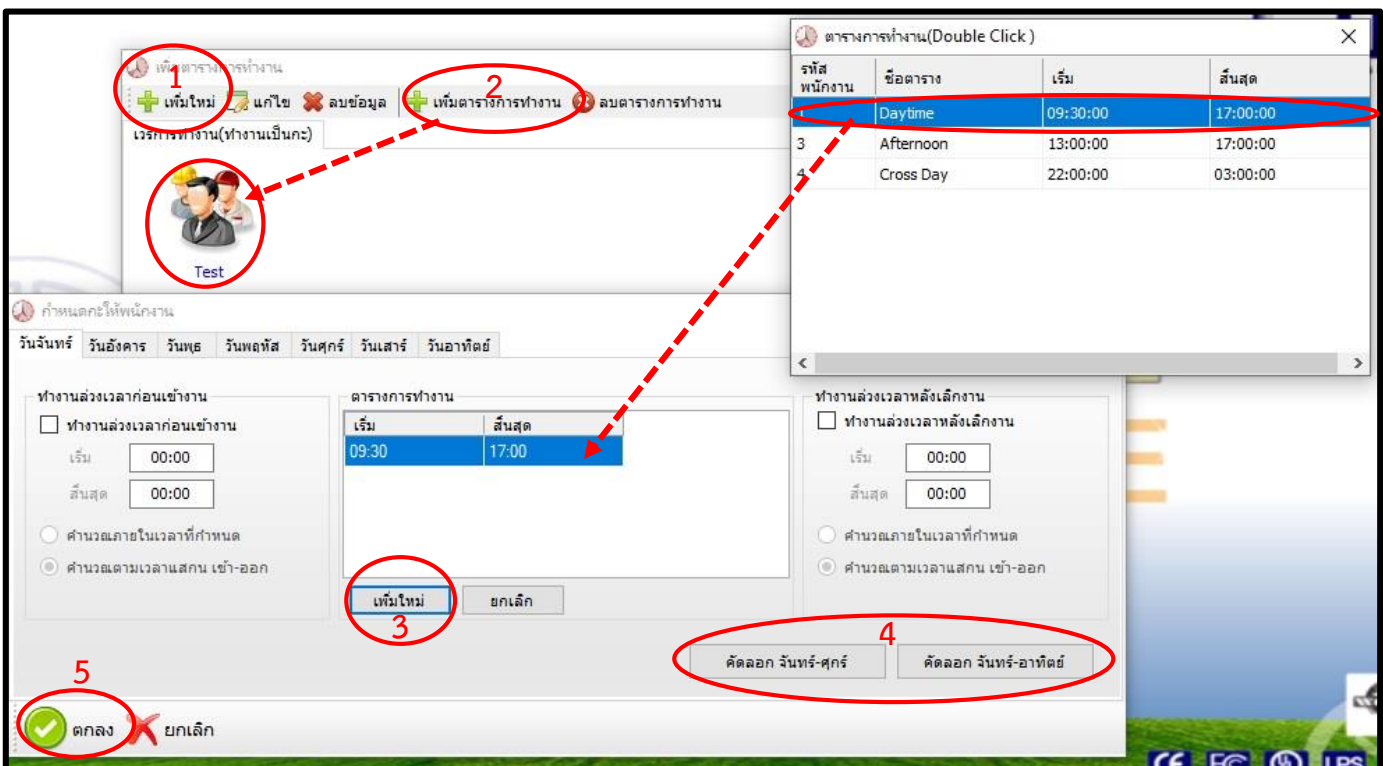 เพิ่มตารางการทำงาน
1
เพิ่มใหม่ แก้ไข ลบข้อมูล เพิ่มตารางการทำงาน ลบตารางการทำงาน
2
เวรการทำงาน(ทำงานเป็นกะ)
Test
ตารางการทำงาน(Double Click )
รหัส
พนักงาน ชื่อตาราง เริ่ม สิ้นสุด
1 Daytime 09:30:00 17:00:00
3 Afternoon 13:00:00 17:00:00
4 Cross Day 22:00:00 03:00:00
กำหนดกะให้พนักงาน
วันจันทร์ วันอังคาร วันพุธ วันพฤหัส วันศุกร์ วันเสาร์ วันอาทิตย์
ทำงานล่วงเวลาก่อนเข้างาน
ทำงานล่วงเวลาก่อนเข้างาน
เริ่ม 00:00
สิ้นสุด 00:00
คำนวณภายในเวลาที่กำหนด
คำนวณตามเวลาแสกน เข้า-ออก
ตารางการทำงาน
เริ่ม สิ้นสุด
09:30 17:00
เพิ่มใหม่ ยกเลิก
3
ทำงานล่วงเวลาหลังเลิกงาน
ทำงานล่วงเวลาหลังเลิกงาน
เริ่ม 00:00
สิ้นสุด 00:00
คำนวณภายในเวลาที่กำหนด
คำนวณตามเวลาแสกน เข้า-ออก
4
คัดลอก จันทร์-ศุกร์ คัดลอก จันทร์-อาทิตย์
5
ตกลง ยกเลิก
CE FC UL LPS